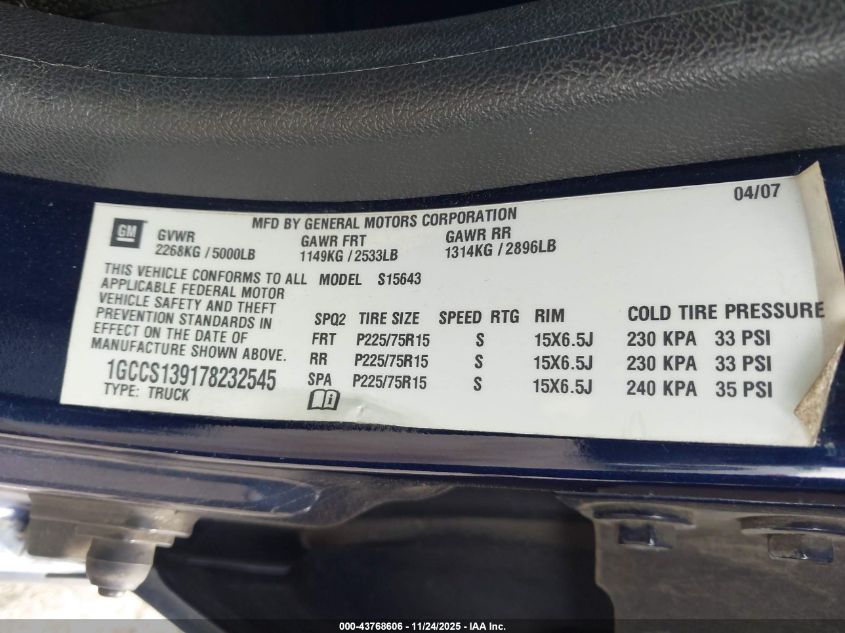 04/07
MFD BY GENERAL MOTORS CORPORATION
GM GVWR GAWR FRT GAWR RR
2268KG / 5000LB 1149KG / 2533LB 1314KG / 2896LB
THIS VEHICLE CONFORMS TO ALL MODEL S15643
APPLICABLE FEDERAL MOTOR
VEHICLE SAFETY AND THEFT
PREVENTION STANDARDS IN SPQ2 TIRE SIZE SPEED RTG RIM COLD TIRE PRESSURE
EFFECT ON THE DATE OF FRT P225/75R15 S 15X6.5J 230 KPA 33 PSI
MANUFACTURE SHOWN ABOVE. RR P225/75R15 S 15X6.5J 230 KPA 33 PSI
1GCCS139178232545 SPA P225/75R15 S 15X6.5J 240 KPA 35 PSI
TYPE: TRUCK
000-43768606 - 11/24/2025 - IAA Inc.